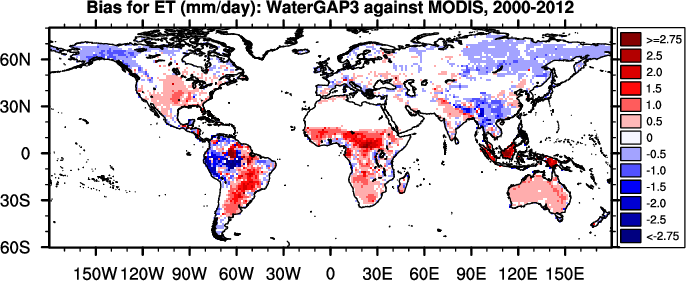 Bias for ET (mm/day): WaterGAP3 against MODIS, 2000-2012
60N
30N
0
30S
60S
150W 120W 90W 60W 30W 0 30E 60E 90E 120E 150E
>=2.75
2.5
2.0
1.5
1.0
0.5
0
-0.5
-1.0
-1.5
-2.0
-2.5
<-2.75